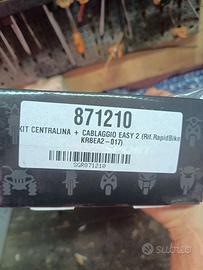 871210
KIT CENTRALINA + CABLAGGIO EASY 2 (Rif.RapidBike
KRBEA2-017)
SGR871210
Subito